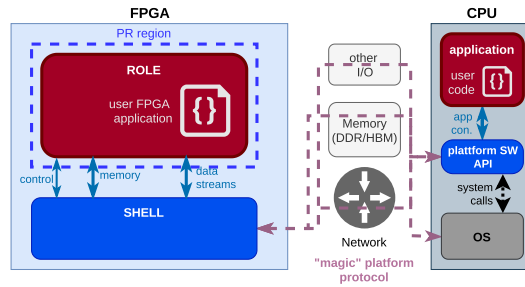 FPGA
PR region
ROLE
user FPGA
application
{}
control
memory
data
streams
SHELL
other
I/O
Memory
(DDR/HBM)
Network
"magic" platform
protocol
CPU
application
user
code
{}
app
con.
plattform SW
API
system
calls
OS